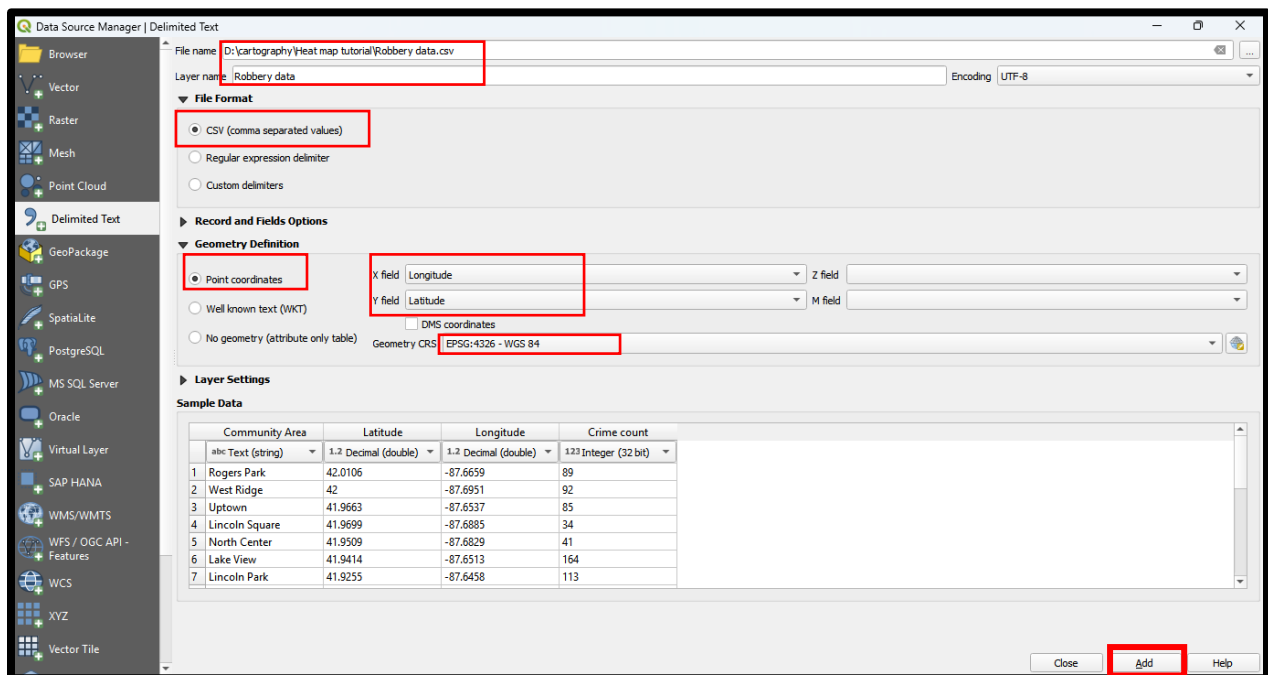 Data Source Manager | Delimited Text
Browser
Vector
Raster
Mesh
Point Cloud
Delimited Text
GeoPackage
GPS
SpatiaLite
PostgreSQL
MS SQL Server
Oracle
Virtual Layer
SAP HANA
WMS/WMTS
WFS / OGC API -
Features
WCS
XYZ
Vector Tile
File name D:\cartography\Heat map tutorial\Robbery data.csv ...
Layer name Robbery data Encoding UTF-8
File Format
CSV (comma separated values)
Regular expression delimiter
Custom delimiters
Record and Fields Options
Geometry Definition
Point coordinates X field Longitude Z field
Well known text (WKT) Y field Latitude M field
DMS coordinates
No geometry (attribute only table) Geometry CRS EPSG:4326 - WGS 84
Layer Settings
Sample Data
Community Area Latitude Longitude Crime count
abc Text (string) 1.2 Decimal (double) 1.2 Decimal (double) 123 Integer (32 bit)
1 Rogers Park 42.0106 -87.6659 89
2 West Ridge 42 -87.6951 92
3 Uptown 41.9663 -87.6537 85
4 Lincoln Square 41.9699 -87.6885 34
5 North Center 41.9509 -87.6829 41
6 Lake View 41.9414 -87.6513 164
7 Lincoln Park 41.9255 -87.6458 113
Close Add Help